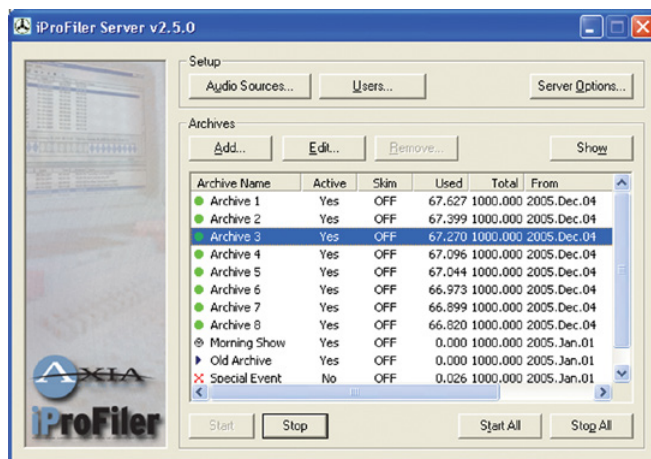 iProFiler Server v2.5.0
Setup
Audio Sources... Users... Server Options...
Archives
Add... Edit... Remove... Show
Archive Name Active Skim Used Total From
Archive 1 Yes OFF 67.627 1000.000 2005.Dec.04
Archive 2 Yes OFF 67.399 1000.000 2005.Dec.04
Archive 3 Yes OFF 67.270 1000.000 2005.Dec.04
Archive 4 Yes OFF 67.096 1000.000 2005.Dec.04
Archive 5 Yes OFF 67.044 1000.000 2005.Dec.04
Archive 6 Yes OFF 66.973 1000.000 2005.Dec.04
Archive 7 Yes OFF 66.899 1000.000 2005.Dec.04
Archive 8 Yes OFF 66.820 1000.000 2005.Dec.04
Morning Show Yes OFF 0.000 1000.000 2005.Jan.01
Old Archive Yes OFF 0.000 1000.000 2005.Jan.01
Special Event No OFF 0.026 1000.000 2005.Jan.01
AXIA
iProFiler
Start Stop Start All Stop All